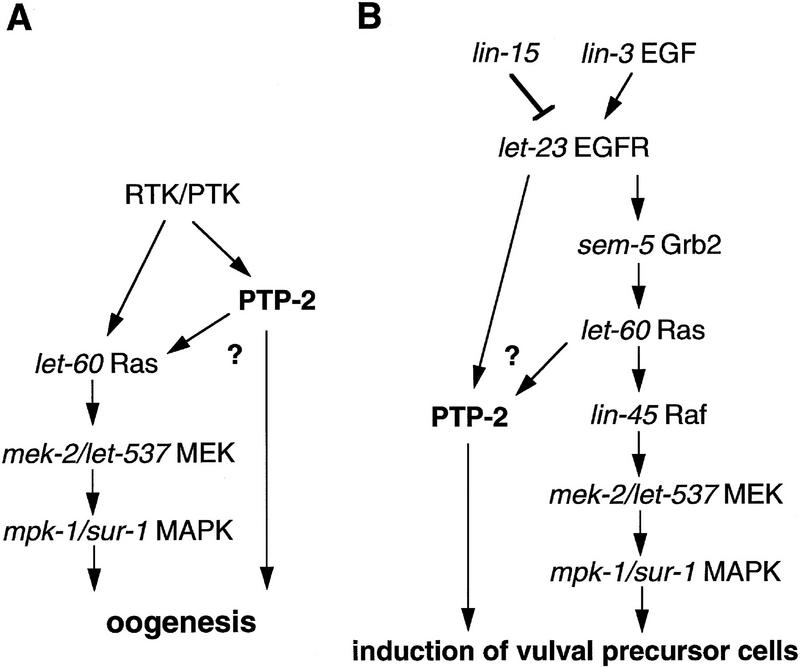 A
RTK/PTK
PTP-2
?
let-60 Ras
mek-2/let-537 MEK
mpk-1/sur-1 MAPK
oogenesis
B
lin-15 lin-3 EGF
let-23 EGFR
sem-5 Grb2
let-60 Ras
?
PTP-2
lin-45 Raf
mek-2/let-537 MEK
mpk-1/sur-1 MAPK
induction of vulval precursor cells